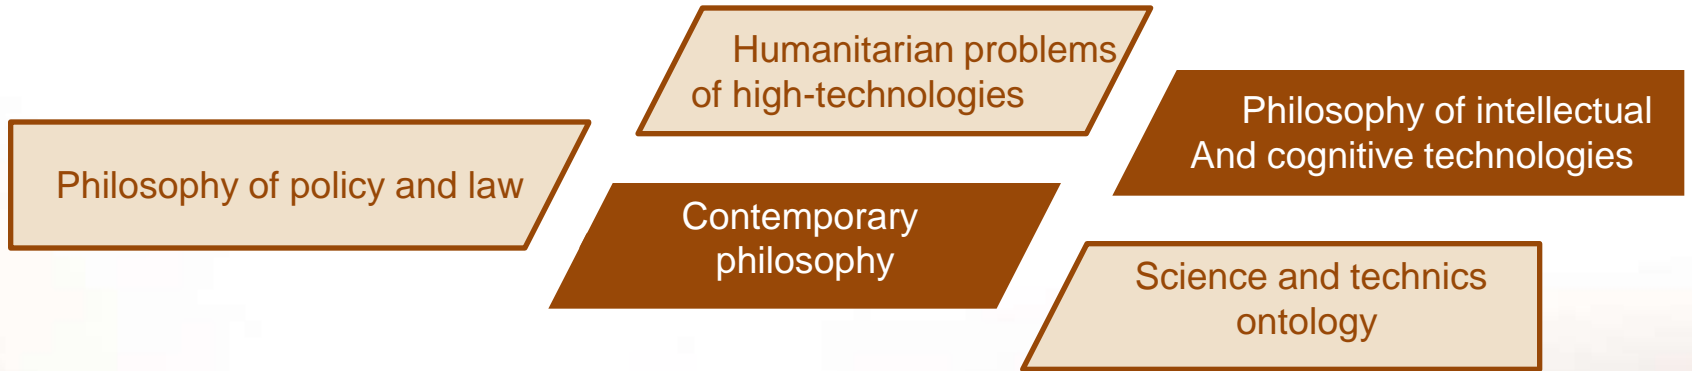 Humanitarian problems
of high-technologies
Philosophy of intellectual
And cognitive technologies
Philosophy of policy and law
Contemporary
philosophy
Science and technics
ontology